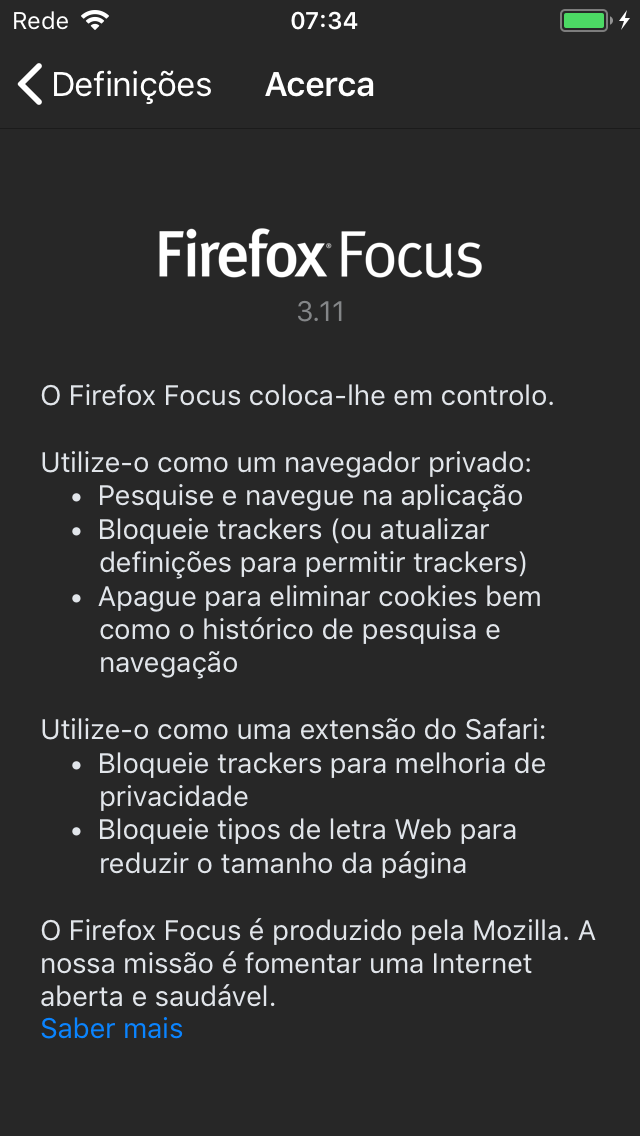 Rede 07:34
Definições Acerca
Firefox Focus
3.11
O Firefox Focus coloca-lhe em controlo.
Utilize-o como um navegador privado:
• Pesquise e navegue na aplicação
• Bloqueie trackers (ou atualizar
definições para permitir trackers)
• Apague para eliminar cookies bem
como o histórico de pesquisa e
navegação
Utilize-o como uma extensão do Safari:
• Bloqueie trackers para melhoria de
privacidade
• Bloqueie tipos de letra Web para
reduzir o tamanho da página
O Firefox Focus é produzido pela Mozilla. A
nossa missão é fomentar uma Internet
aberta e saudável.
Saber mais